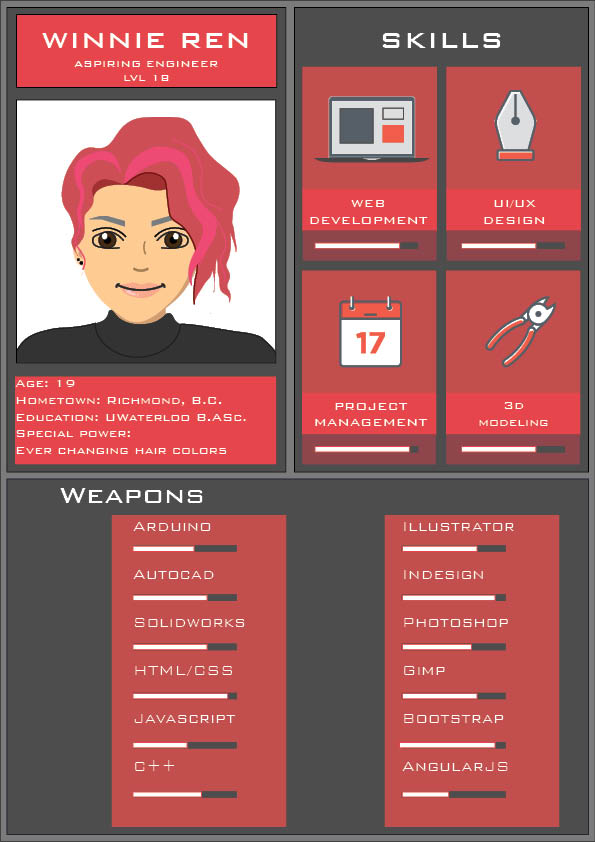 WINNIE REN
ASPIRING ENGINEER
LVL 18
Age: 19
Hometown: Richmond, B.C.
Education: UWaterloo B.ASc.
Special power:
Ever changing hair colors
SKILLS
WEB
DEVELOPMENT
UI/UX
DESIGN
17
PROJECT
MANAGEMENT
3D
MODELING
Weapons
Arduino
Autocad
Solidworks
HTML/CSS
Javascript
C++
Illustrator
Indesign
Photoshop
Gimp
Bootstrap
AngularJS